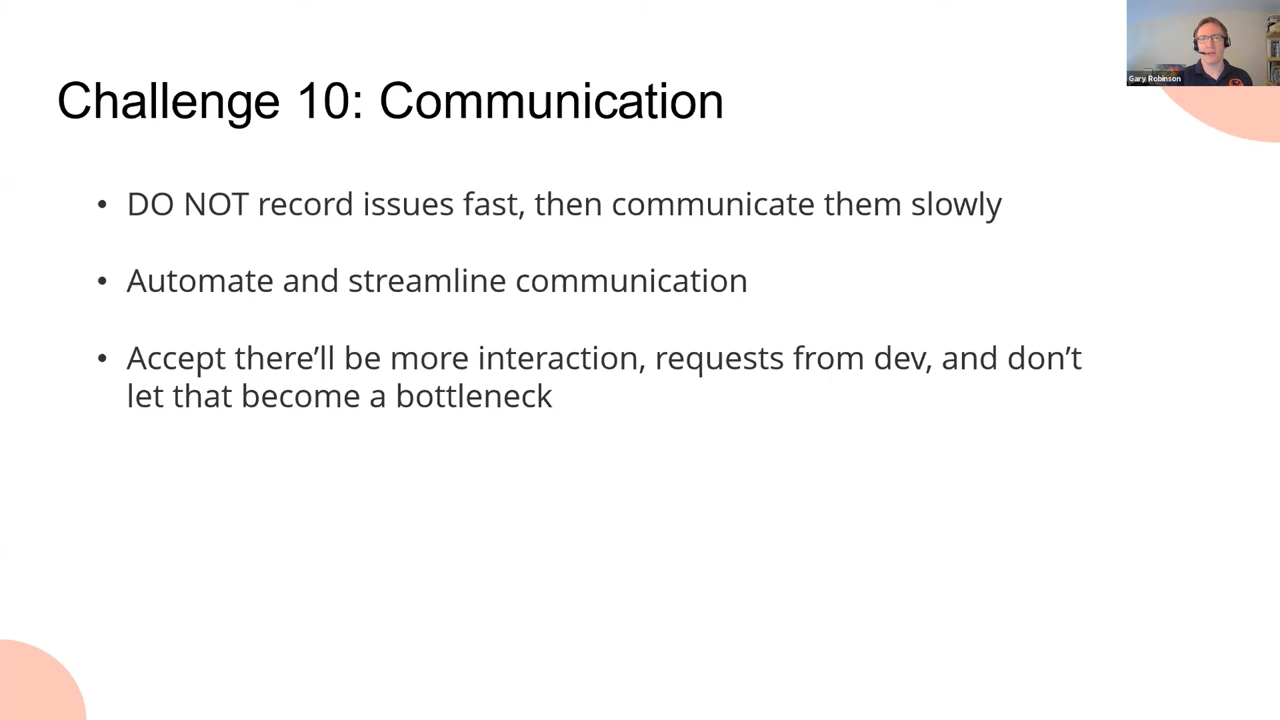 Gary Robinson
Challenge 10: Communication
• DO NOT record issues fast, then communicate them slowly
• Automate and streamline communication
• Accept there’ll be more interaction, requests from dev, and don’t
let that become a bottleneck